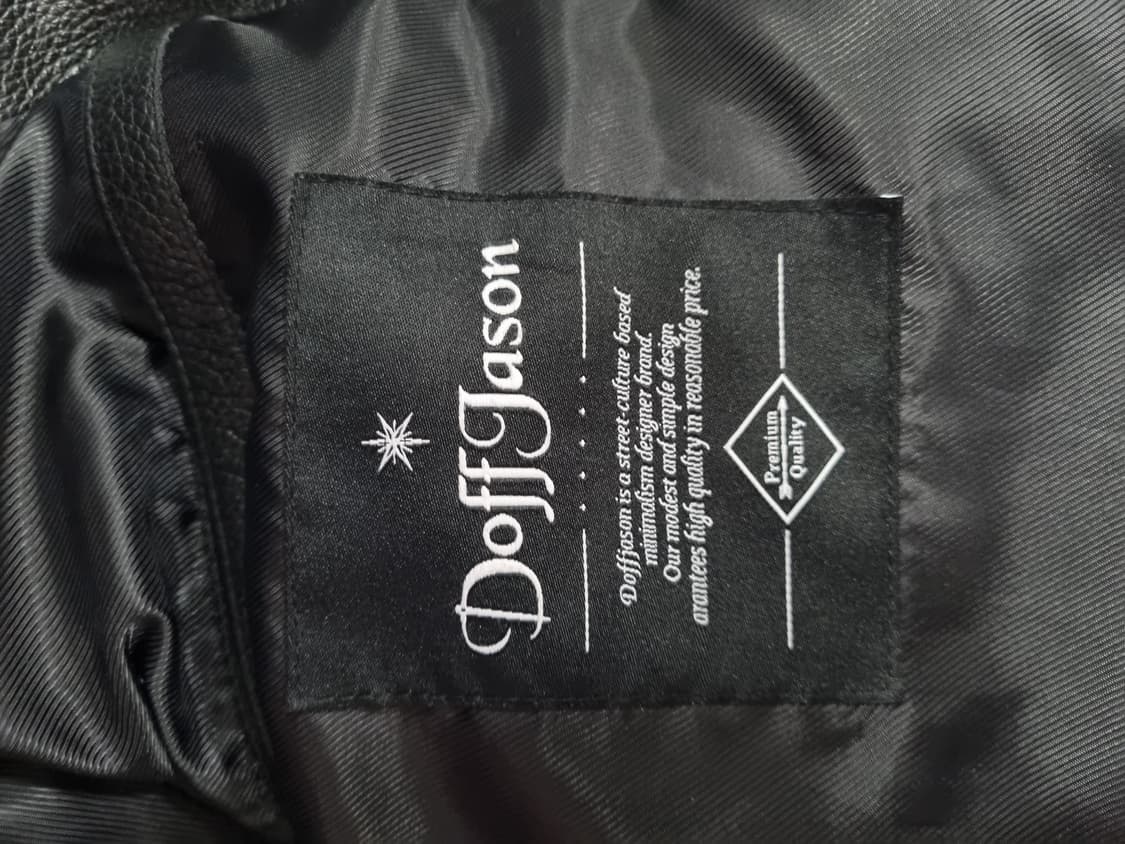 DoffJason
Doffjason is a street-culture based
minimalism designer brand.
Our modest and simple design
arantees high quality in reasonable price.
Premium
Quality